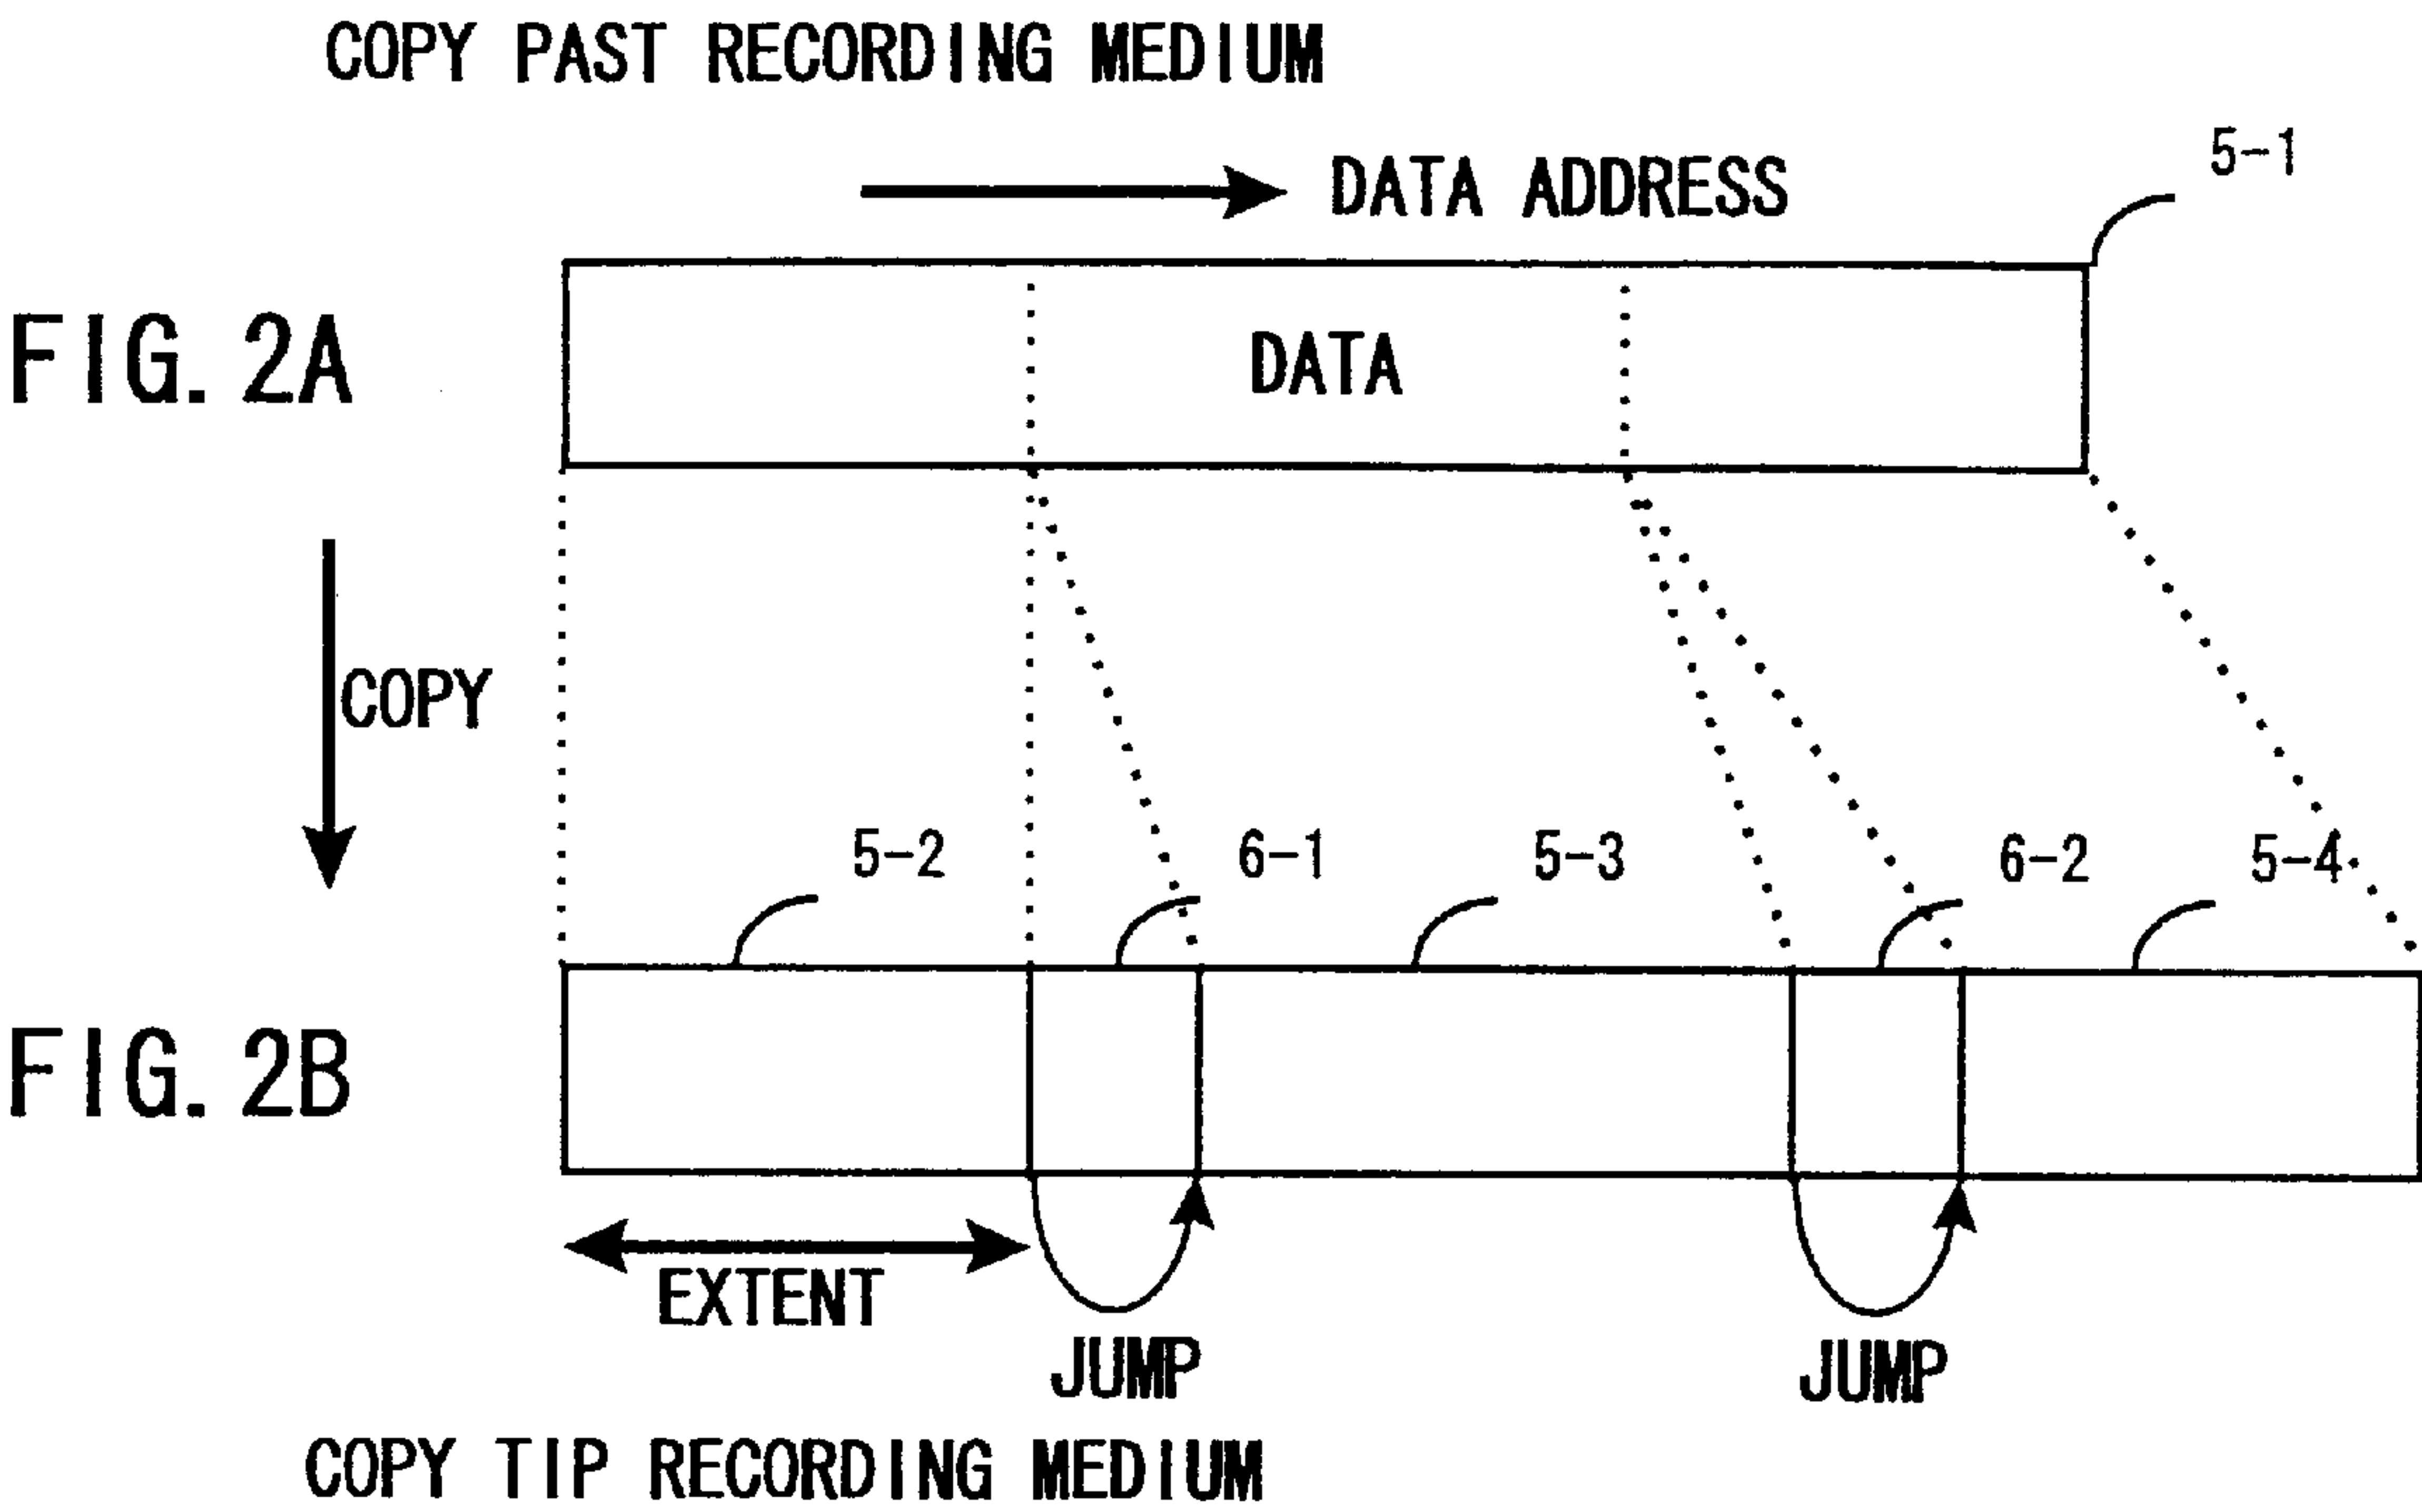 COPY PAST RECORDING MEDIUM
DATA ADDRESS
5-1
FIG. 2A
DATA
COPY
5-2
6-1
5-3
6-2
5-4
FIG. 2B
EXTENT
JUMP
JUMP
COPY TIP RECORDING MEDIUM